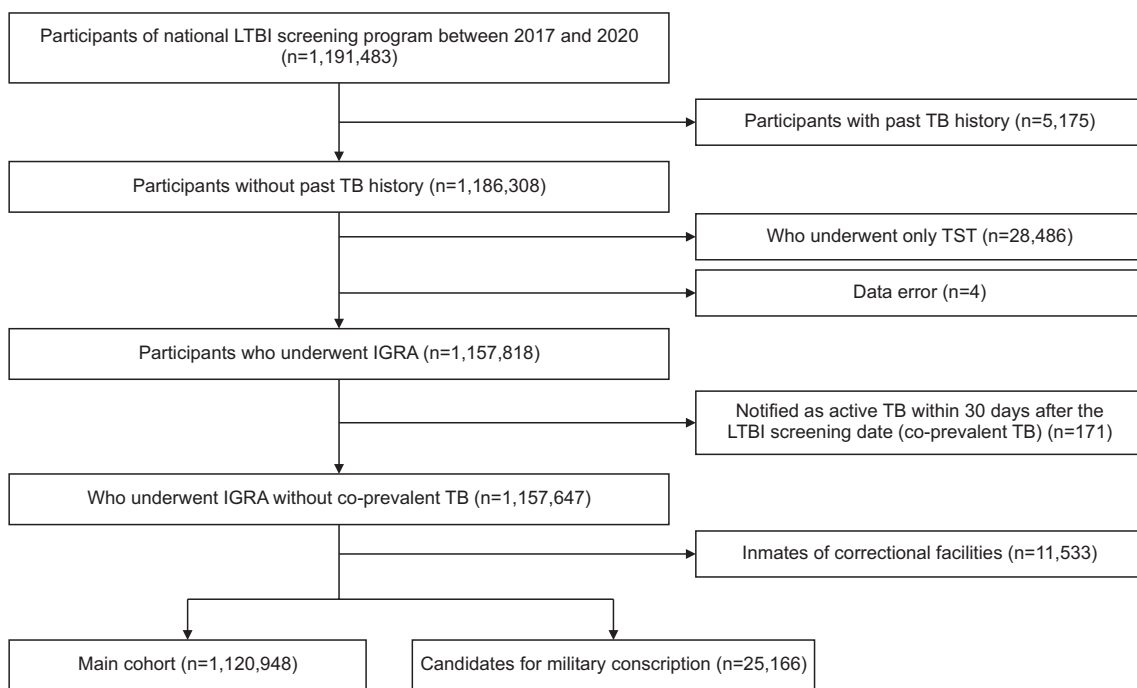 Participants of national LTBI screening program between 2017 and 2020
(n=1,191,483)
Participants with past TB history (n=5,175)
Participants without past TB history (n=1,186,308)
Who underwent only TST (n=28,486)
Data error (n=4)
Participants who underwent IGRA (n=1,157,818)
Notified as active TB within 30 days after the
LTBI screening date (co-prevalent TB) (n=171)
Who underwent IGRA without co-prevalent TB (n=1,157,647)
Inmates of correctional facilities (n=11,533)
Main cohort (n=1,120,948)
Candidates for military conscription (n=25,166)